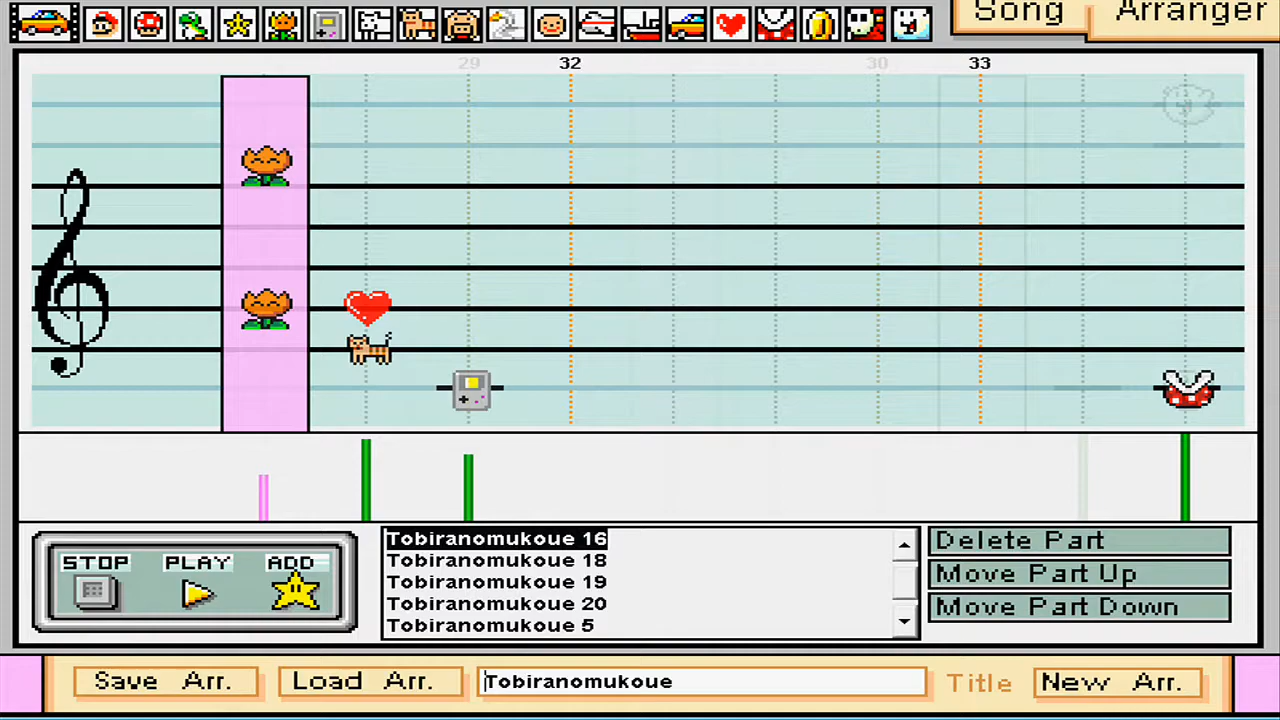 Song
Arranger
29
32
30
33
STOP
PLAY
ADD
Tobiranomukoue 16
Tobiranomukoue 18
Tobiranomukoue 19
Tobiranomukoue 20
Tobiranomukoue 5
Delete Part
Move Part Up
Move Part Down
Save Arr.
Load Arr.
Tobiranomukoue
Title
New Arr.